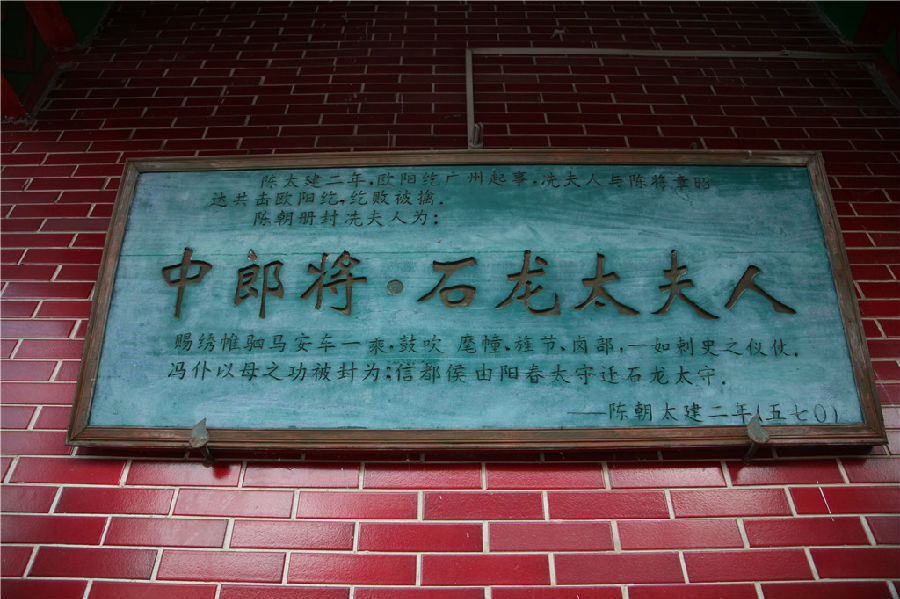 陈太建二年，欧阳纥广州起事，冼夫人与陈将章昭
达共击欧阳纥，纥败被擒．
陈朝册封冼夫人为：
中郎将·石龙太夫人
赐绣帷驷马安车一乘，鼓吹 麾幢、旌节、卤部，一如刺史之仪仗．
冯仆以母之功被封为：信都侯由阳春太守迁石龙太守．
——陈朝太建二年（五七〇）